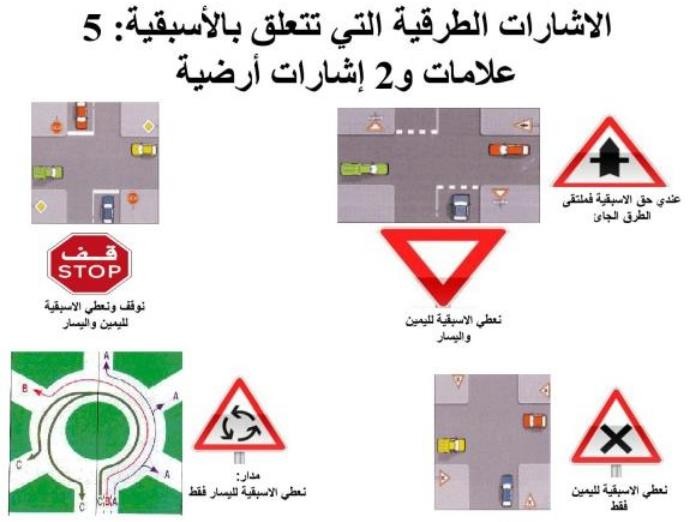 الاشارات الطرقية التي تتعلق بالأسبقية: 5
علامات و2 إشارات أرضية
عندي حق الاسبقية فملتقى
الطرق الجائ
قف
STOP
نوقف ونعطي الاسبقية
لليمين واليسار
نعطي الاسبقية لليمين
واليسار
A
B
A
C
A
C
C
B
A
مدار:
نعطي الاسبقية لليسار فقط
نعطي الاسبقية لليمين
فقط